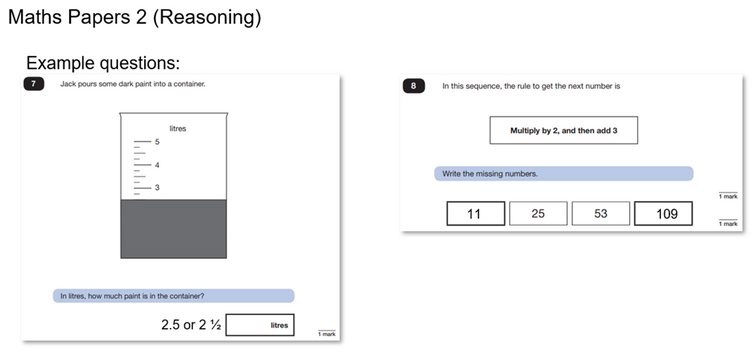 Maths Papers 2 (Reasoning)
Example questions:
7
Jack pours some dark paint into a container.
litres
5
4
3
In litres, how much paint is in the container?
2.5 or 2 ½
litres
1 mark
8
In this sequence, the rule to get the next number is
Multiply by 2, and then add 3
Write the missing numbers.
1 mark
11 25 53 109
1 mark